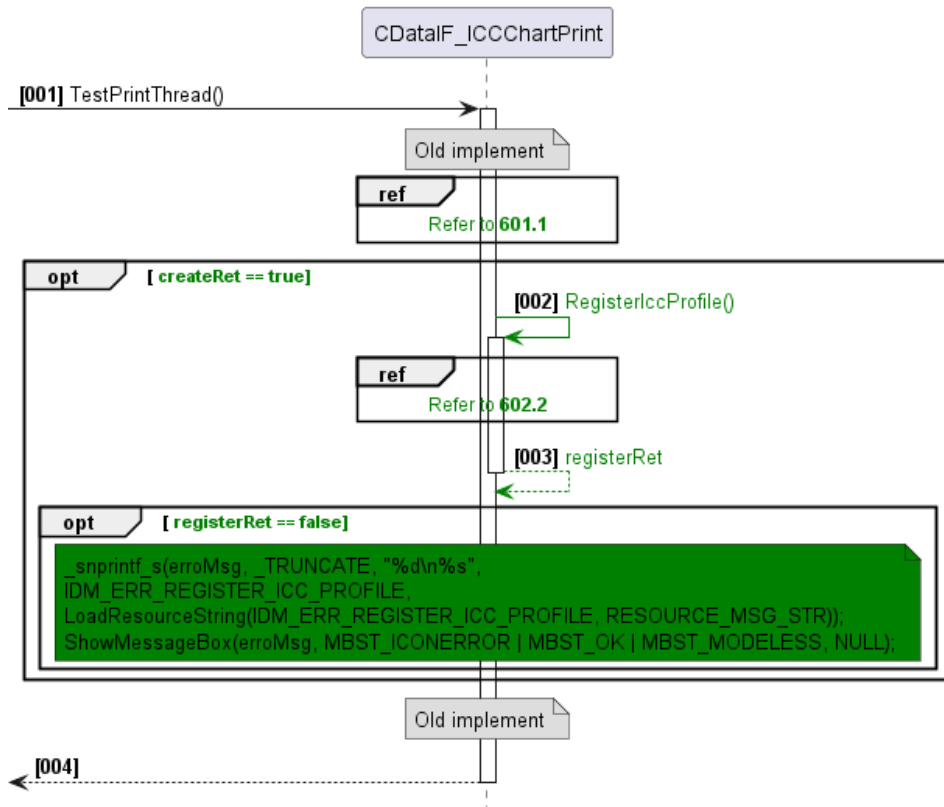 CDataIF_ICCChartPrint
[001] TestPrintThread()
Old implement
ref
Refer to 601.1
opt [ createRet == true]
[002] RegisterIccProfile()
ref
Refer to 602.2
[003] registerRet
opt [ registerRet == false]
_snprintf_s(erroMsg, _TRUNCATE, "%d\n%s",
IDM_ERR_REGISTER_ICC_PROFILE,
LoadResourceString(IDM_ERR_REGISTER_ICC_PROFILE, RESOURCE_MSG_STR));
ShowMessageBox(erroMsg, MBST_ICONERROR | MBST_OK | MBST_MODELESS, NULL);
Old implement
[004]